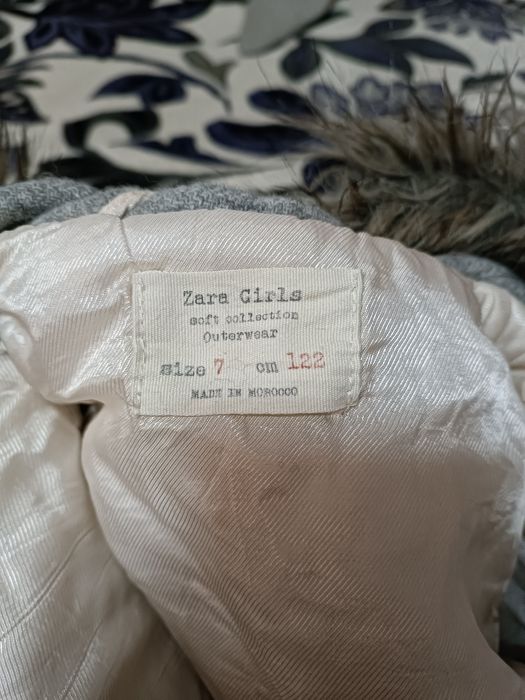 Zara Girls
soft collection
Outerwear
size 7 cm 122
MADE IN MOROCCO